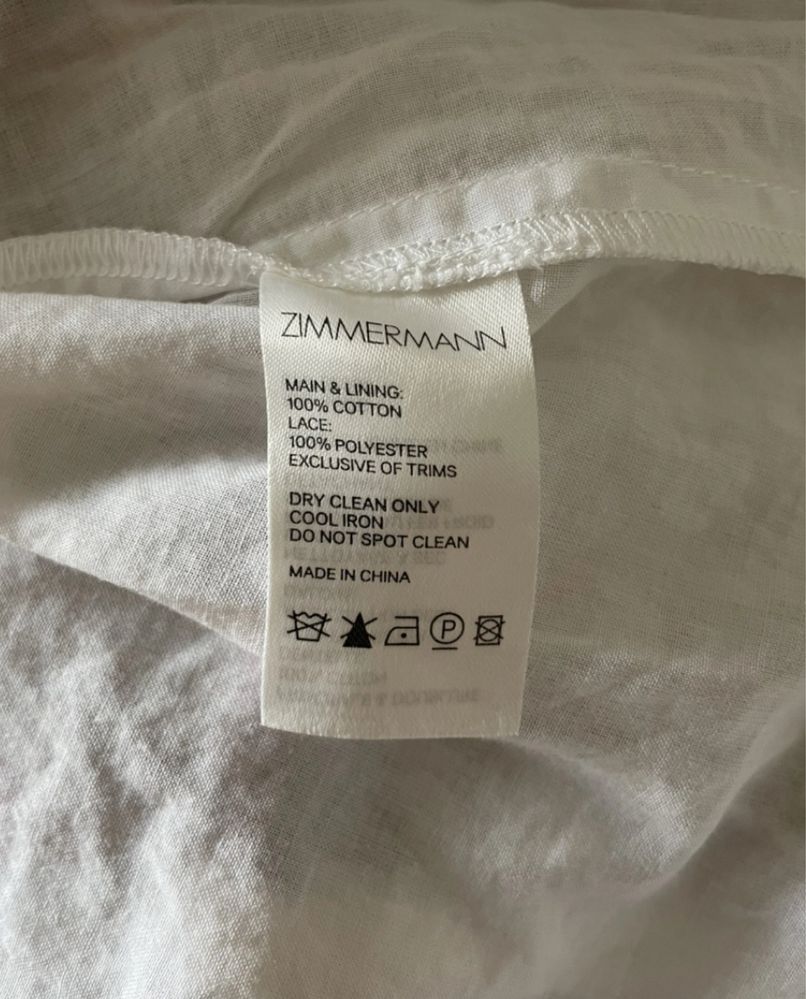 ZIMMERMANN
MAIN & LINING:
100% COTTON
LACE:
100% POLYESTER
EXCLUSIVE OF TRIMS
DRY CLEAN ONLY
COOL IRON
DO NOT SPOT CLEAN
MADE IN CHINA
P